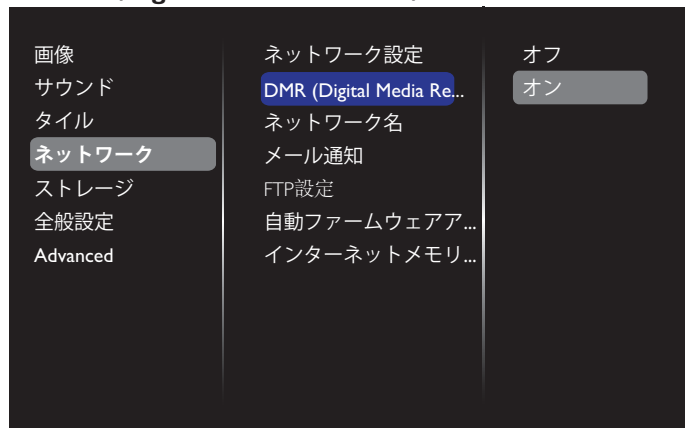 画像
サウンド
タイル
ネットワーク
ストレージ
全般設定
Advanced
ネットワーク設定
DMR (Digital Media Re...
ネットワーク名
メール通知
FTP設定
自動ファームウェアア...
インターネットメモリ...
オフ
オン